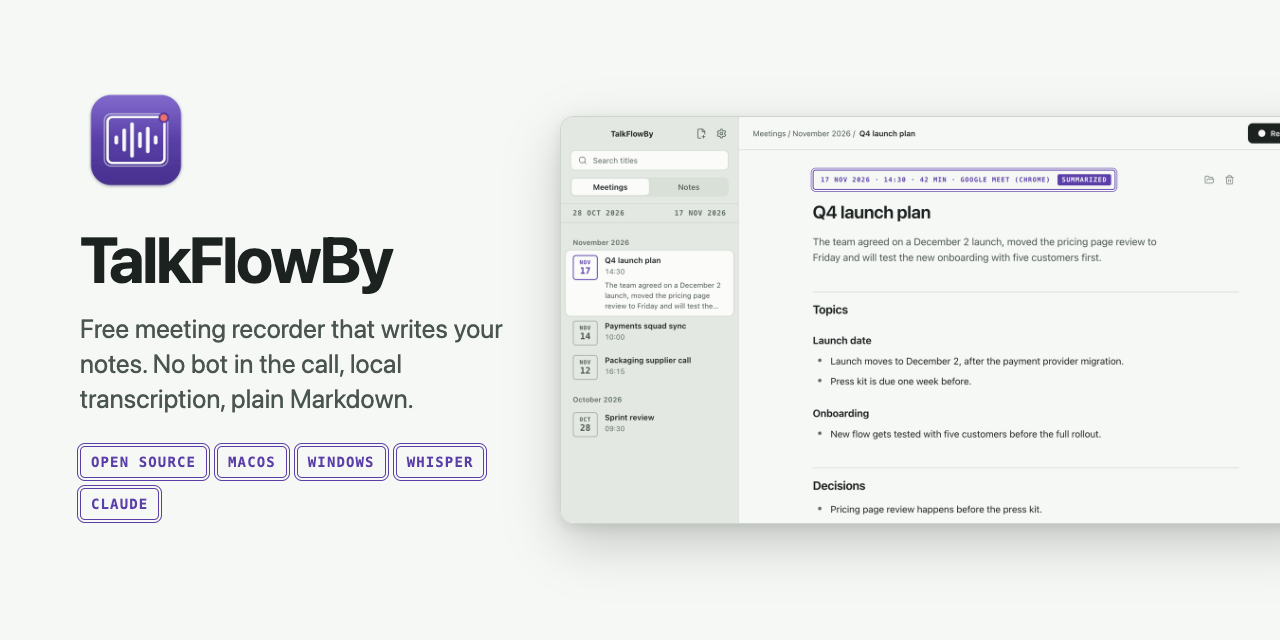 TalkFlowBy
Free meeting recorder that writes your
notes. No bot in the call, local
transcription, plain Markdown.
OPEN SOURCE
MACOS
WINDOWS
WHISPER
CLAUDE
TalkFlowBy
Search titles
Meetings
Notes
28 OCT 2026
17 NOV 2026
November 2026
NOV
17
Q4 launch plan
14:30
The team agreed on a December 2
launch, moved the pricing page
review to Friday and will test the...
NOV
14
Payments squad sync
10:00
NOV
12
Packaging supplier call
16:15
October 2026
OCT
28
Sprint review
09:30
Meetings / November 2026 / Q4 launch plan
17 NOV 2026 · 14:30 · 42 MIN · GOOGLE MEET (CHROME) SUMMARIZED
Q4 launch plan
The team agreed on a December 2 launch, moved the pricing page review to
Friday and will test the new onboarding with five customers first.
Topics
Launch date
• Launch moves to December 2, after the payment provider migration.
• Press kit is due one week before.
Onboarding
• New flow gets tested with five customers before the full rollout.
Decisions
• Pricing page review happens before the press kit.